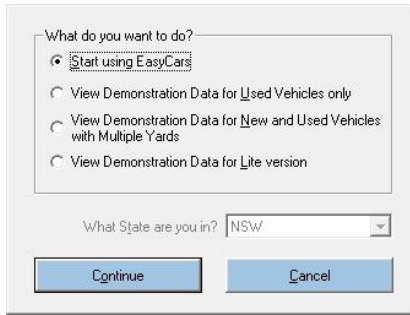 What do you want to do?
Start using EasyCars
View Demonstration Data for Used Vehicles only
View Demonstration Data for New and Used Vehicles
with Multiple Yards
View Demonstration Data for Lite version
What State are you in? NSW
Continue Cancel